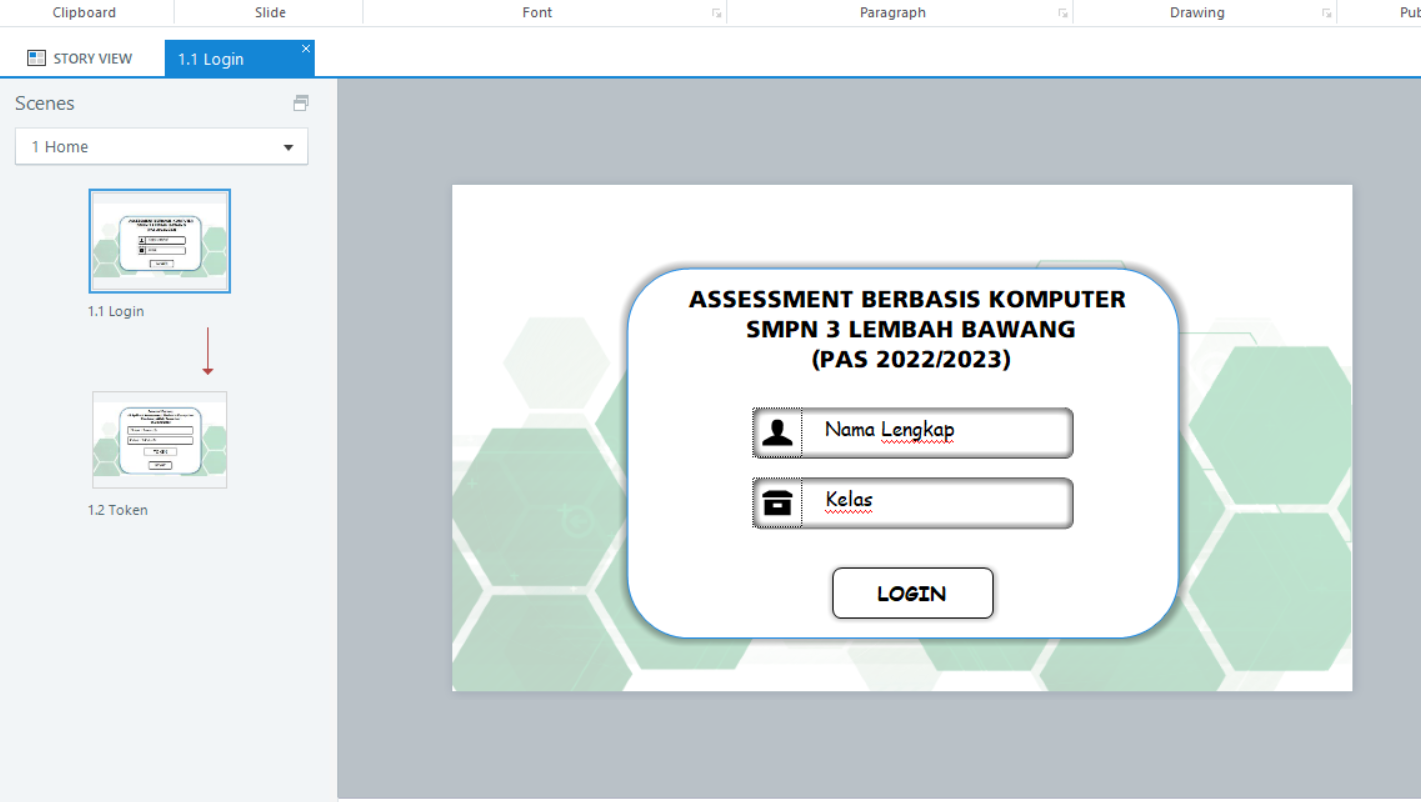 Clipboard
Slide
Font
Paragraph
Drawing
STORY VIEW
1.1 Login
Scenes
1 Home
1.1 Login
1.2 Token
ASSESSMENT BERBASIS KOMPUTER
SMPN 3 LEMBAH BAWANG
(PAS 2022/2023)
Nama Lengkap
Kelas
LOGIN